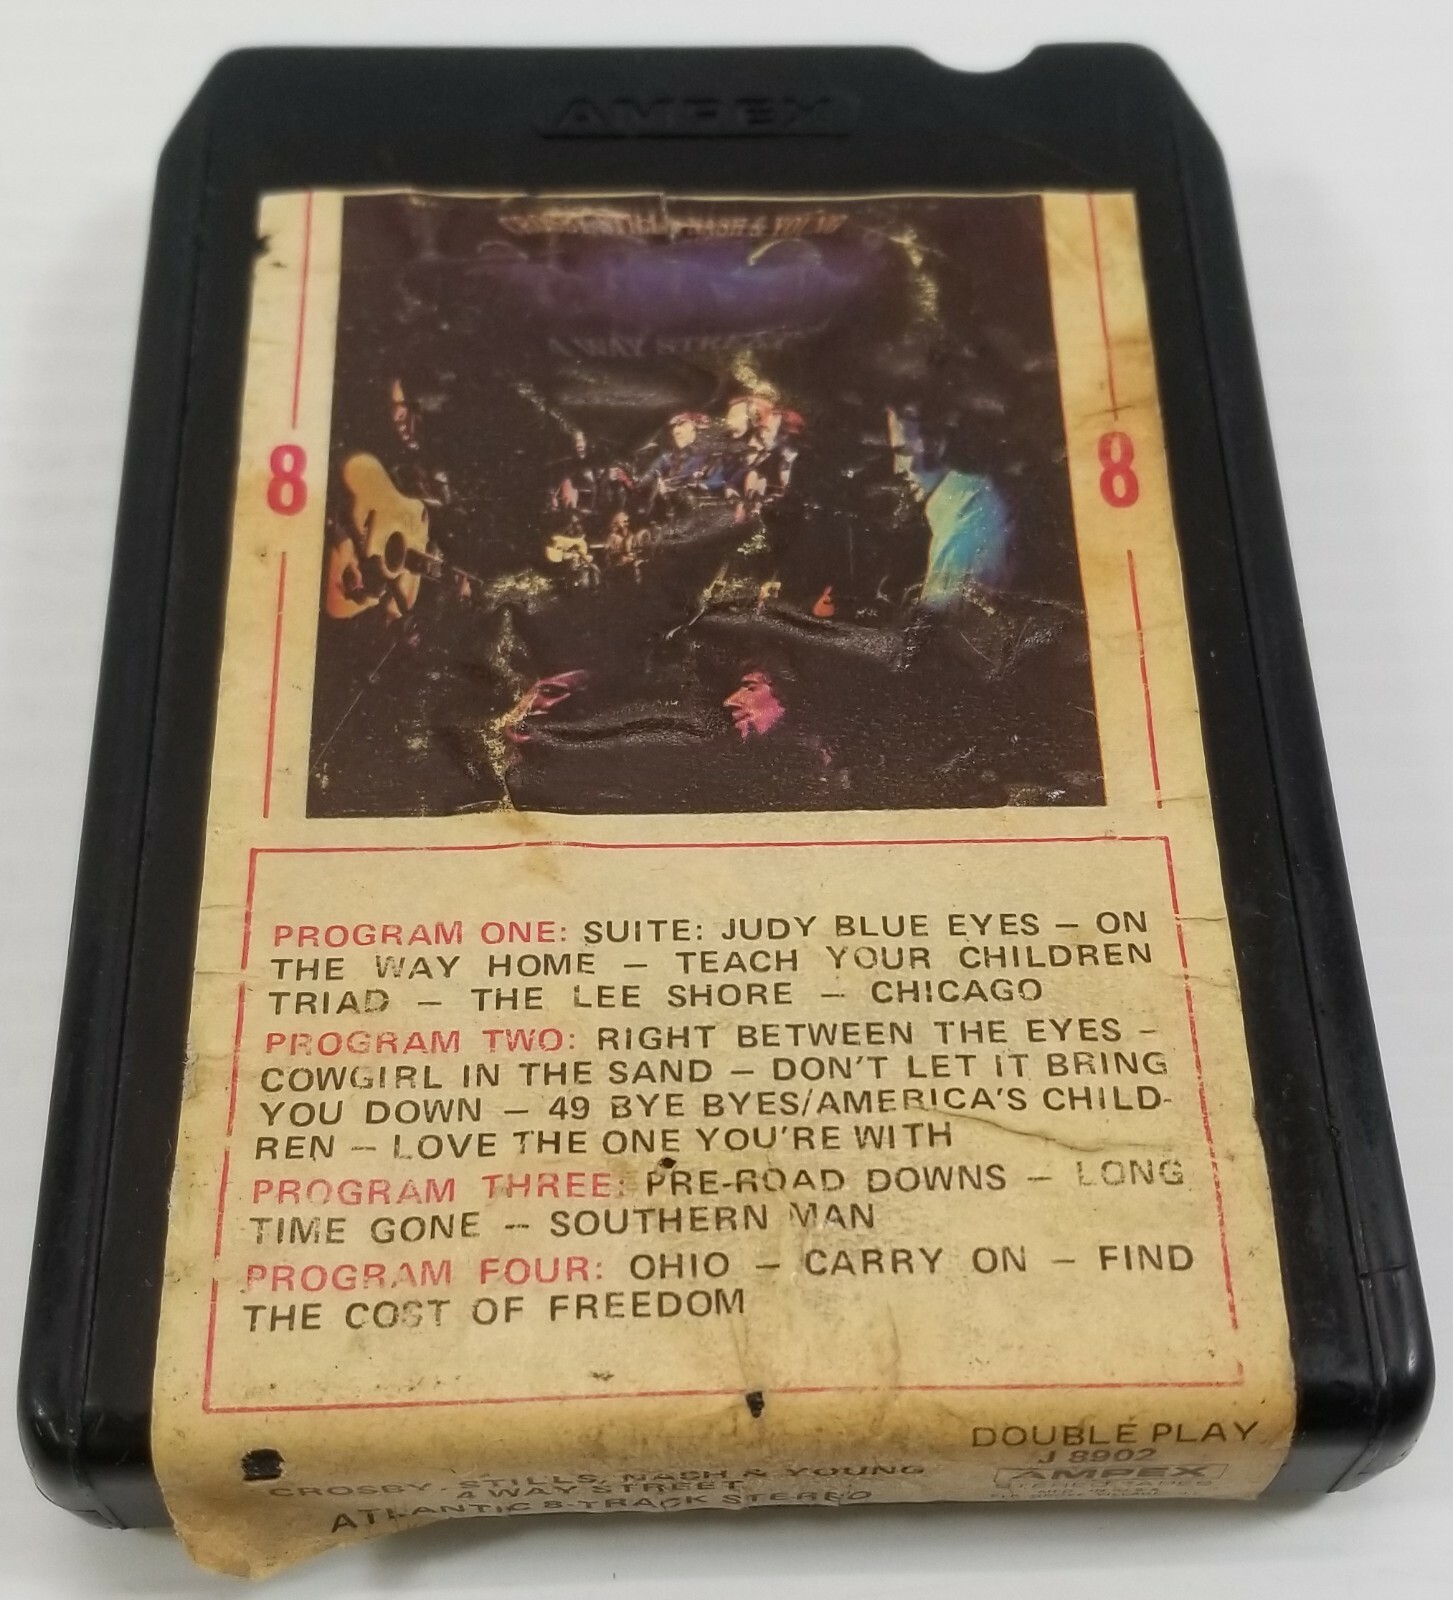 AMPEX
CROSBY, STILLS, NASH & YOUNG
4 WAY STREET
8
8
PROGRAM ONE: SUITE: JUDY BLUE EYES – ON
THE WAY HOME – TEACH YOUR CHILDREN
TRIAD – THE LEE SHORE – CHICAGO
PROGRAM TWO: RIGHT BETWEEN THE EYES –
COWGIRL IN THE SAND – DON'T LET IT BRING
YOU DOWN – 49 BYE BYES/AMERICA'S CHILD-
REN – LOVE THE ONE YOU'RE WITH
PROGRAM THREE: PRE-ROAD DOWNS – LONG
TIME GONE – SOUTHERN MAN
PROGRAM FOUR: OHIO – CARRY ON – FIND
THE COST OF FREEDOM
DOUBLE PLAY
J 8902
AMPEX
CROSBY, STILLS, NASH & YOUNG
4 WAY STREET
ATLANTIC 8-TRACK STEREO